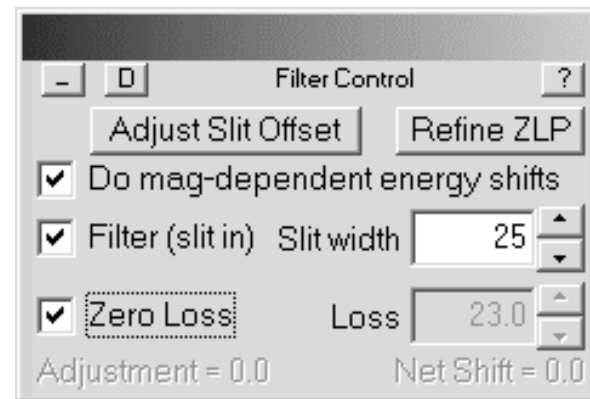 - D Filter Control ?
Adjust Slit Offset Refine ZLP
Do mag-dependent energy shifts
Filter (slit in) Slit width 25
Zero Loss Loss 23.0
Adjustment = 0.0 Net Shift = 0.0